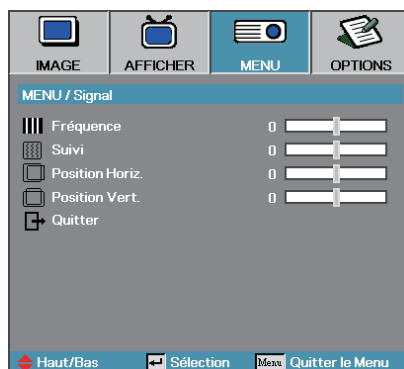 IMAGE AFFICHER MENU OPTIONS
MENU / Signal
Fréquence 0
Suivi 0
Position Horiz. 0
Position Vert. 0
Quitter
Haut/Bas Sélection Menu Quitter le Menu